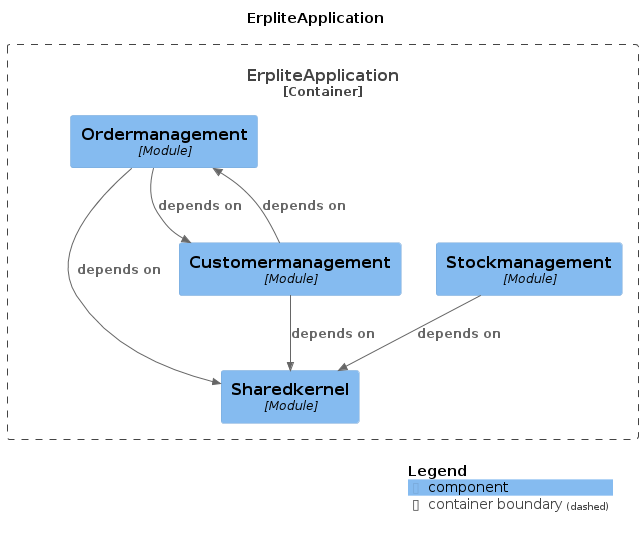 ErpliteApplication
ErpliteApplication
[Container]
Ordermanagement
[Module]
depends on
depends on
Customermanagement
[Module]
Stockmanagement
[Module]
depends on
depends on
depends on
Sharedkernel
[Module]
Legend
component
container boundary (dashed)